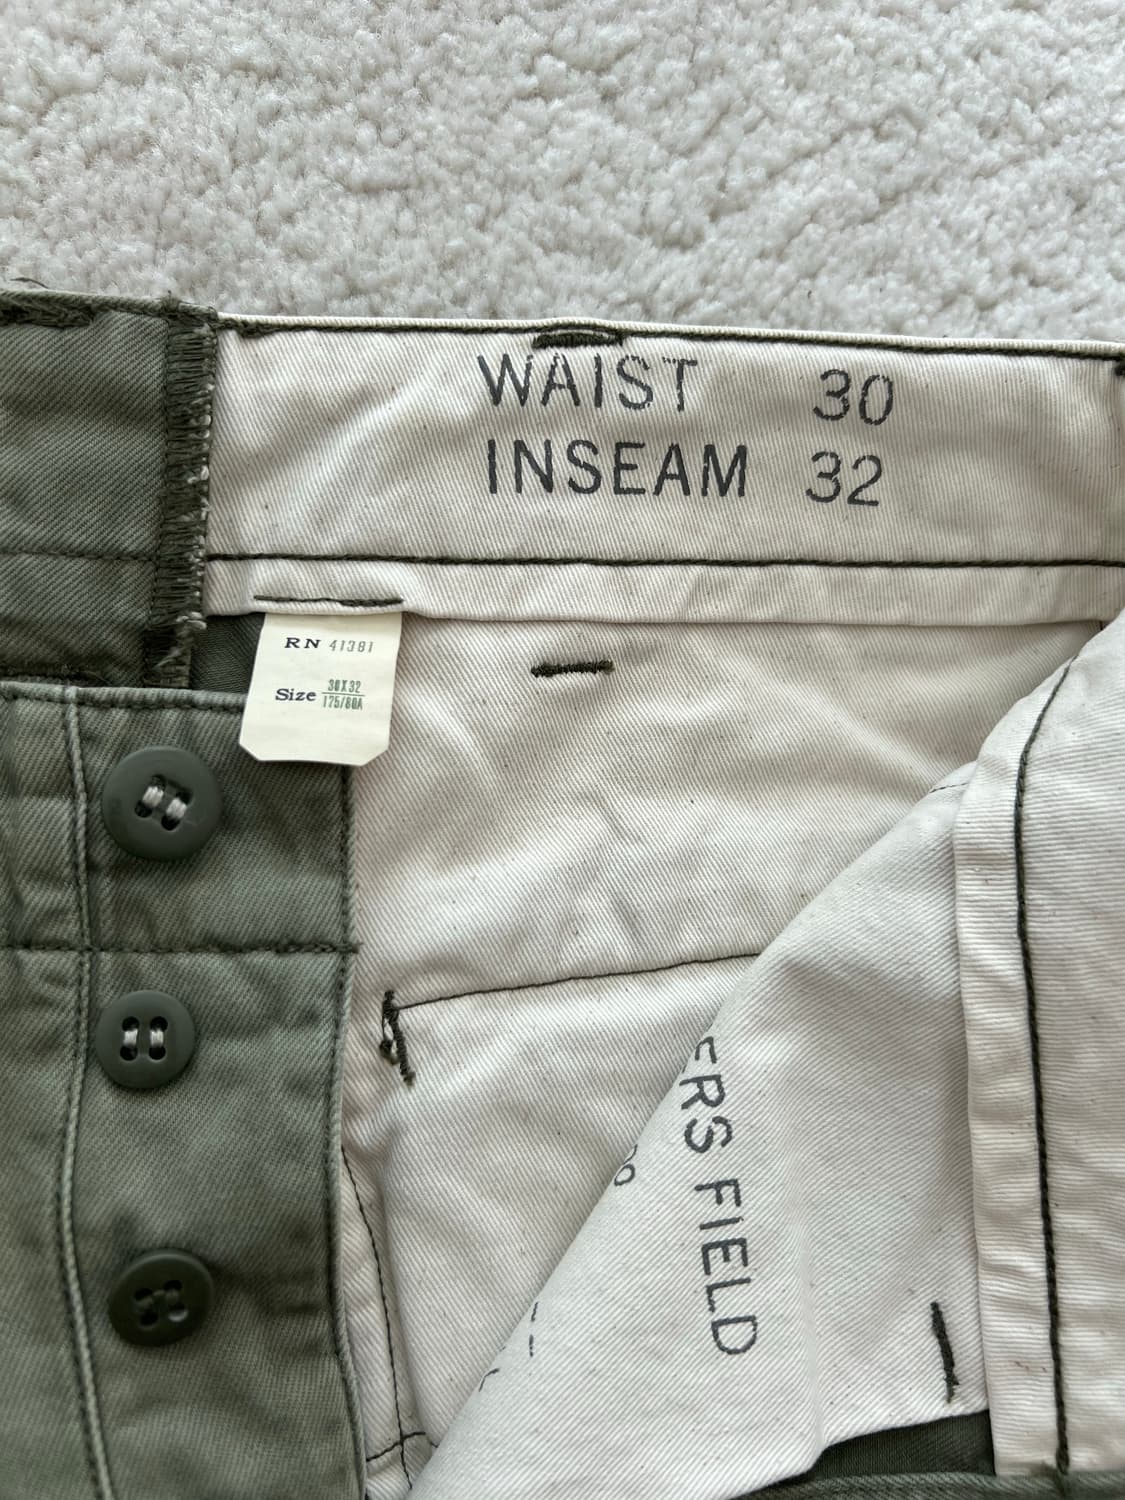 WAIST 30
INSEAM 32
RN 41381
Size 30X32
175/80A
ERS FIELD